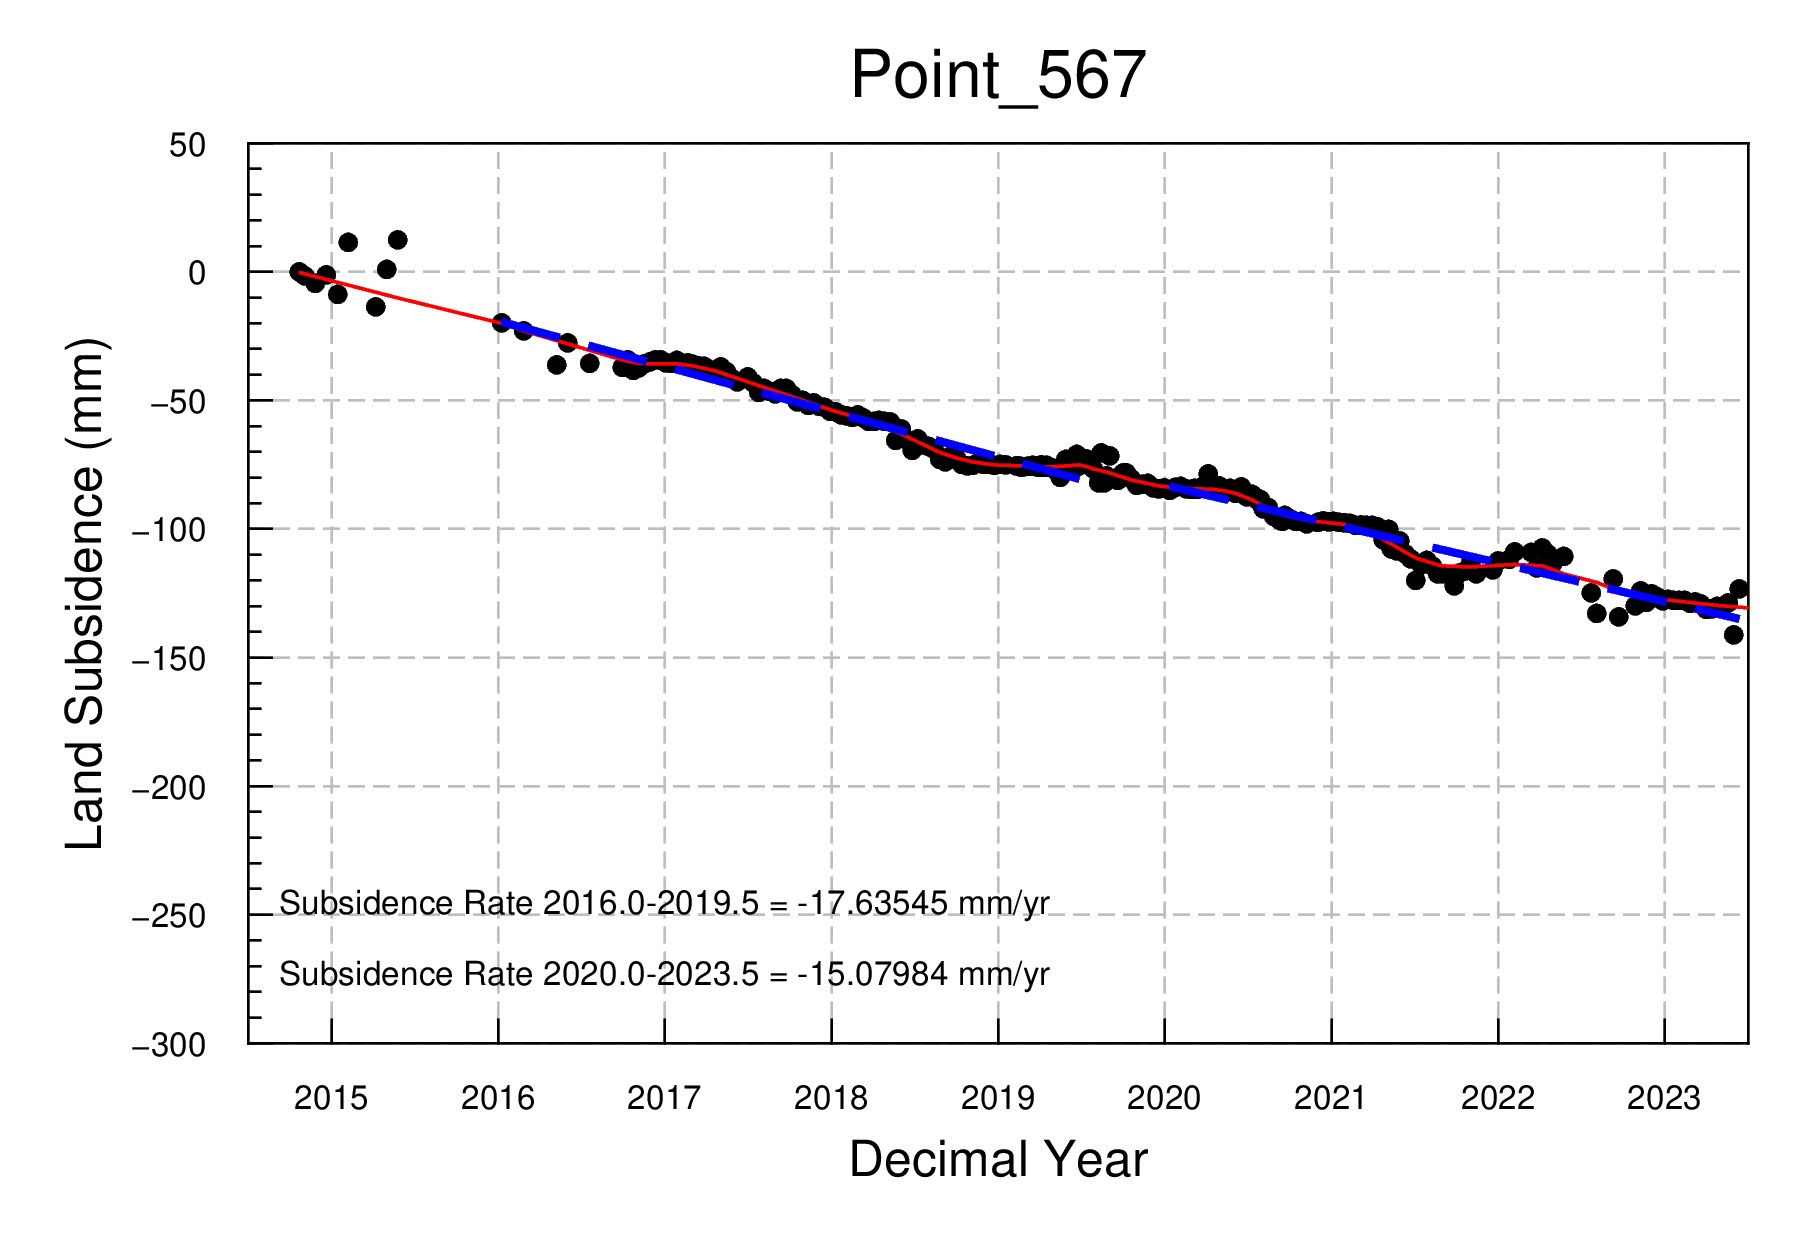 Point_567
50
0
−50
−100
−150
−200
−250
−300
Land Subsidence (mm)
Subsidence Rate 2016.0-2019.5 = -17.63545 mm/yr
Subsidence Rate 2020.0-2023.5 = -15.07984 mm/yr
2015 2016 2017 2018 2019 2020 2021 2022 2023
Decimal Year